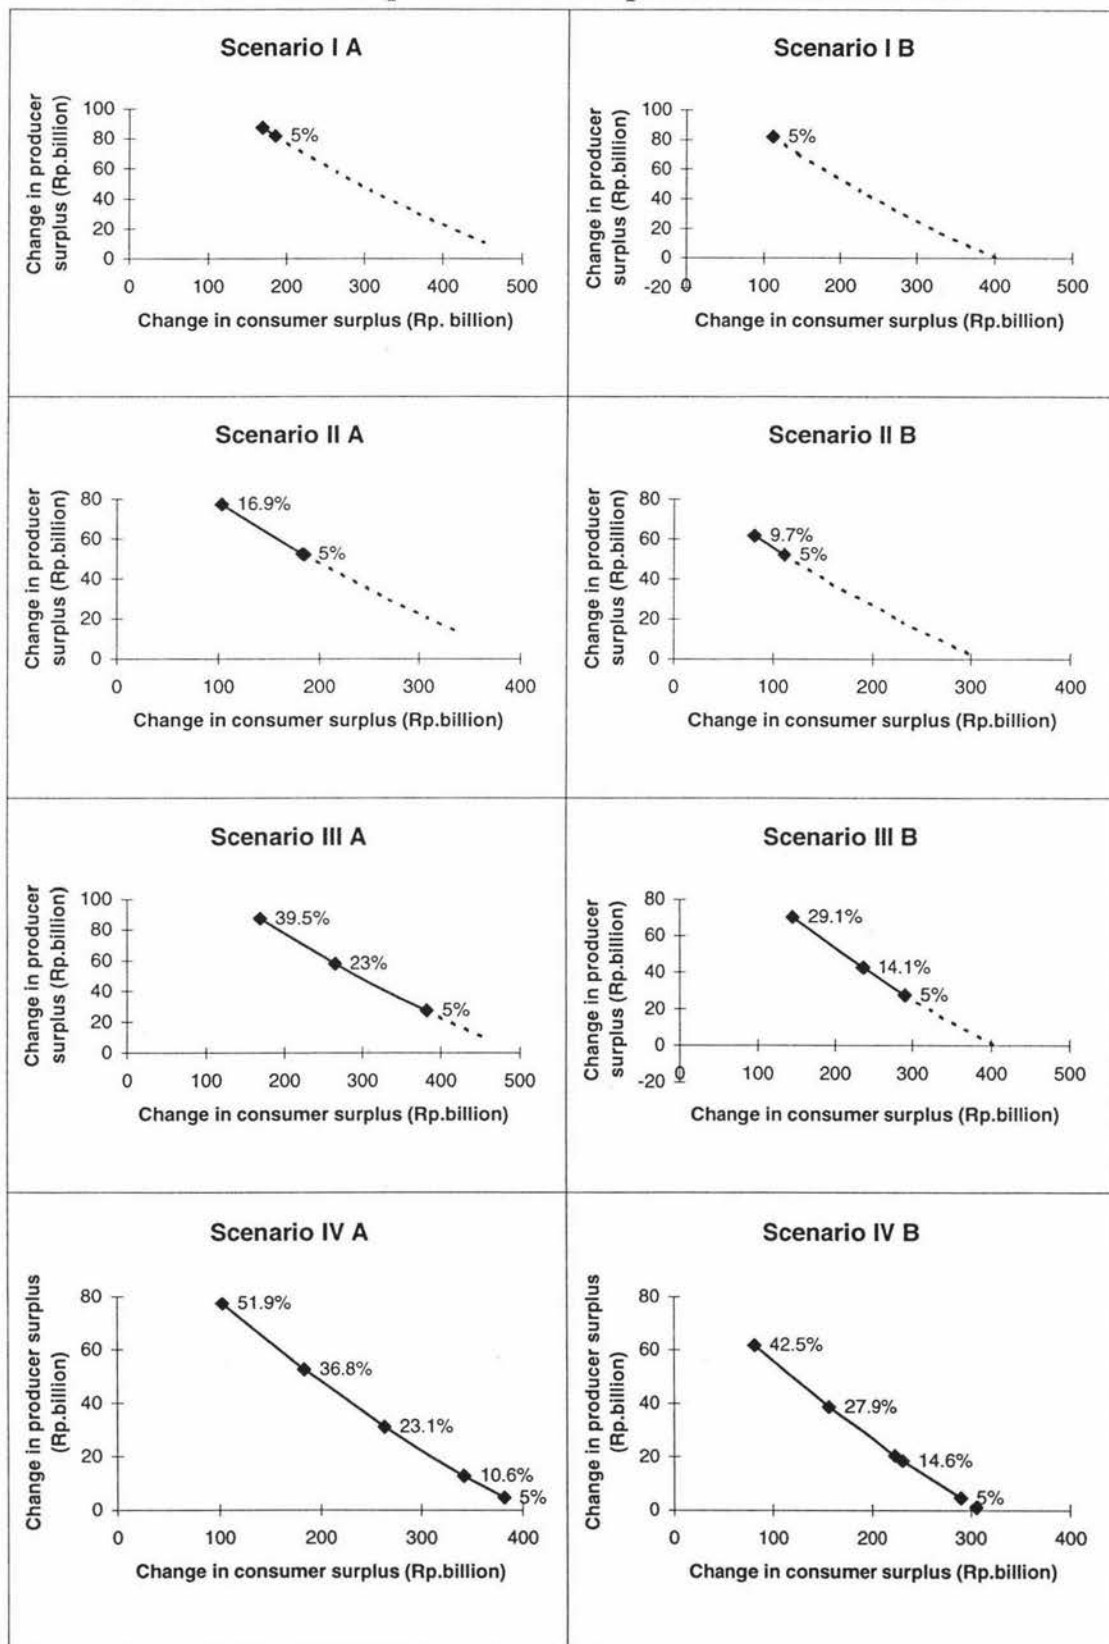 Scenario I A
Change in producer
surplus (Rp.billion)
100
80
60
40
20
0
5%
0 100 200 300 400 500
Change in consumer surplus (Rp. billion)
Scenario I B
Change in producer
surplus (Rp.billion)
100
80
60
40
20
0
-20
5%
0 100 200 300 400 500
Change in consumer surplus (Rp.billion)
Scenario II A
Change in producer
surplus (Rp.billion)
80
60
40
20
0
16.9%
5%
0 100 200 300 400
Change in consumer surplus (Rp.billion)
Scenario II B
Change in producer
surplus (Rp.billion)
80
60
40
20
0
9.7%
5%
0 100 200 300 400
Change in consumer surplus (Rp.billion)
Scenario III A
Change in producer
surplus (Rp.billion)
100
80
60
40
20
0
39.5%
23%
5%
0 100 200 300 400 500
Change in consumer surplus (Rp.billion)
Scenario III B
Change in producer
surplus (Rp.billion)
80
60
40
20
0
-20
29.1%
14.1%
5%
0 100 200 300 400 500
Change in consumer surplus (Rp.billion)
Scenario IV A
Change in producer surplus
(Rp.billion)
80
60
40
20
0
51.9%
36.8%
23.1%
10.6%
5%
0 100 200 300 400
Change in consumer surplus (Rp.billion)
Scenario IV B
Change in producer surplus
(Rp.billion)
80
60
40
20
0
42.5%
27.9%
14.6%
5%
0 100 200 300 400
Change in consumer surplus (Rp.billion)